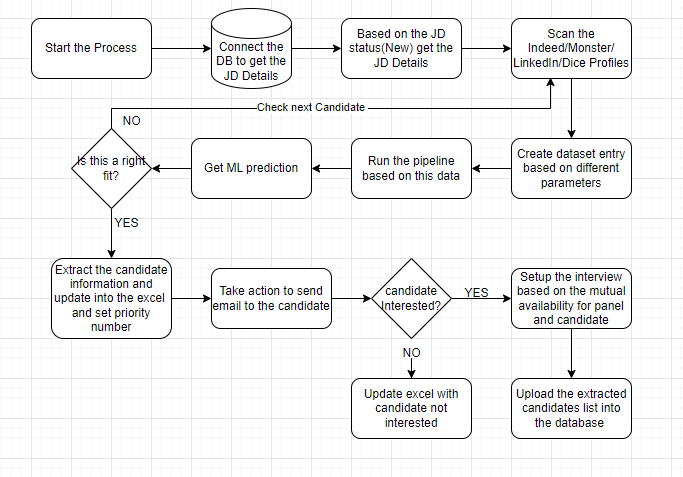 Start the Process
Connect the
DB to get the
JD Details
Based on the JD
status(New) get the
JD Details
Scan the
Indeed/Monster/
LinkedIn/Dice Profiles
Check next Candidate
NO
Is this a right
fit?
Get ML prediction
Run the pipeline
based on this data
Create dataset entry
based on different
parameters
YES
Extract the candidate
information and
update into the excel
and set priority
number
Take action to send
email to the candidate
candidate
Interested?
YES
Setup the interview
based on the mutual
availability for panel
and candidate
NO
Update excel with
candidate not
interested
Upload the extracted
candidates list into
the database